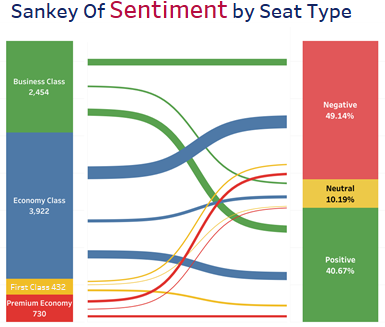 Sankey Of Sentiment by Seat Type
Business Class
2,454
Economy Class
3,922
First Class 432
Premium Economy
730
Negative
49.14%
Neutral
10.19%
Positive
40.67%